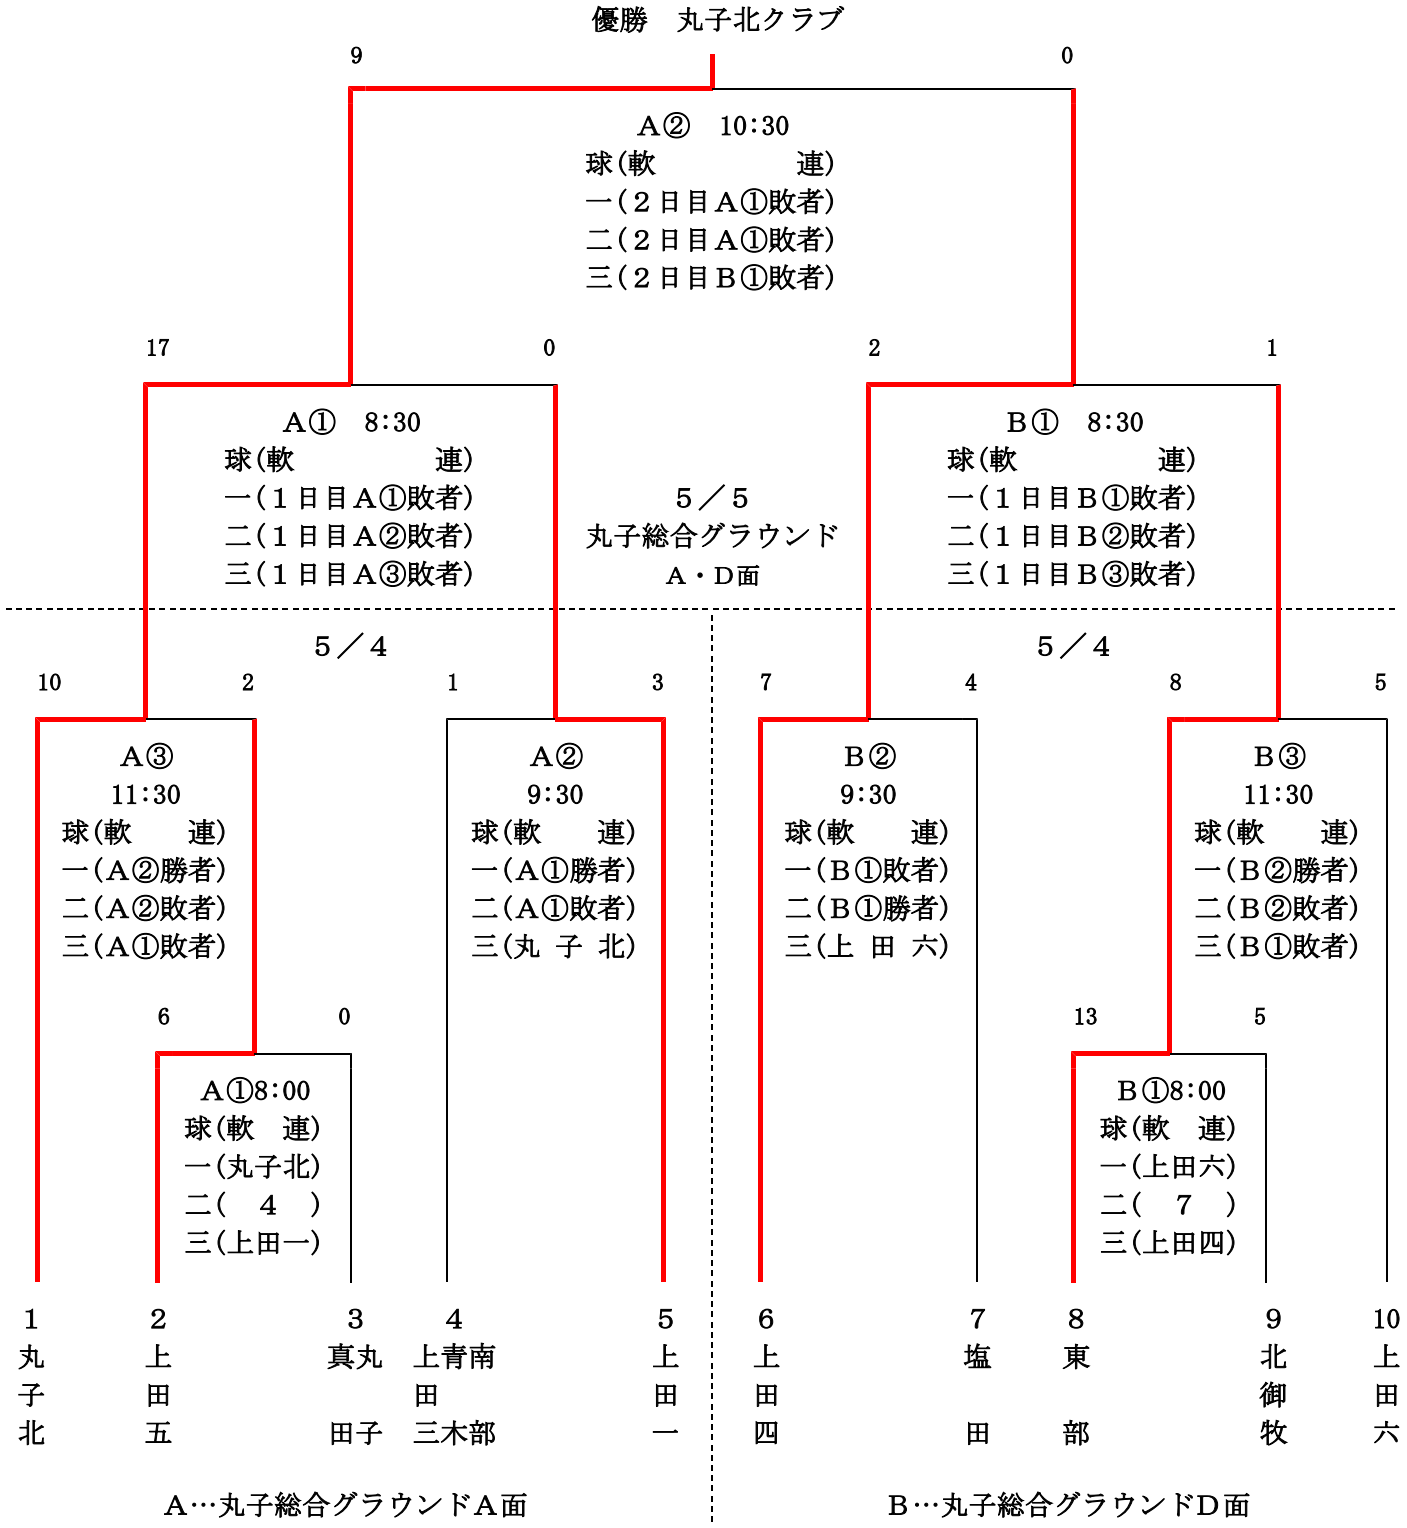 優勝　丸子北クラブ
9　0
Ａ②　10:30
球(軟　　　　　連)
一(２日目Ａ①敗者)
二(２日目Ａ①敗者)
三(２日目Ｂ①敗者)
17　0　2　1
Ａ①　8:30
球(軟　　　　　連)
一(１日目Ａ①敗者)
二(１日目Ａ②敗者)
三(１日目Ａ③敗者)
５／５
丸子総合グラウンド
Ａ・Ｄ面
Ｂ①　8:30
球(軟　　　　　連)
一(１日目Ｂ①敗者)
二(１日目Ｂ②敗者)
三(１日目Ｂ③敗者)
５／４
５／４
10　2　1　3　7　4　8　5
Ａ③
11:30
球(軟　　連)
一(Ａ②勝者)
二(Ａ②敗者)
三(Ａ①敗者)
Ａ②
9:30
球(軟　　連)
一(Ａ①勝者)
二(Ａ①敗者)
三(丸 子 北)
Ｂ②
9:30
球(軟　　連)
一(Ｂ①敗者)
二(Ｂ①勝者)
三(上 田 六)
Ｂ③
11:30
球(軟　　連)
一(Ｂ②勝者)
二(Ｂ②敗者)
三(Ｂ①敗者)
6　0　13　5
Ａ①8:00
球(軟　連)
一(丸子北)
二(　４　)
三(上田一)
Ｂ①8:00
球(軟　連)
一(上田六)
二(　７　)
三(上田四)
１　２　３　４　５　６　７　８　９　10
丸子北
上田五
丸子
真田
南部
青木
上田三
上田一
上田四
塩田
東部
北御牧
上田六
Ａ…丸子総合グラウンドＡ面
Ｂ…丸子総合グラウンドＤ面